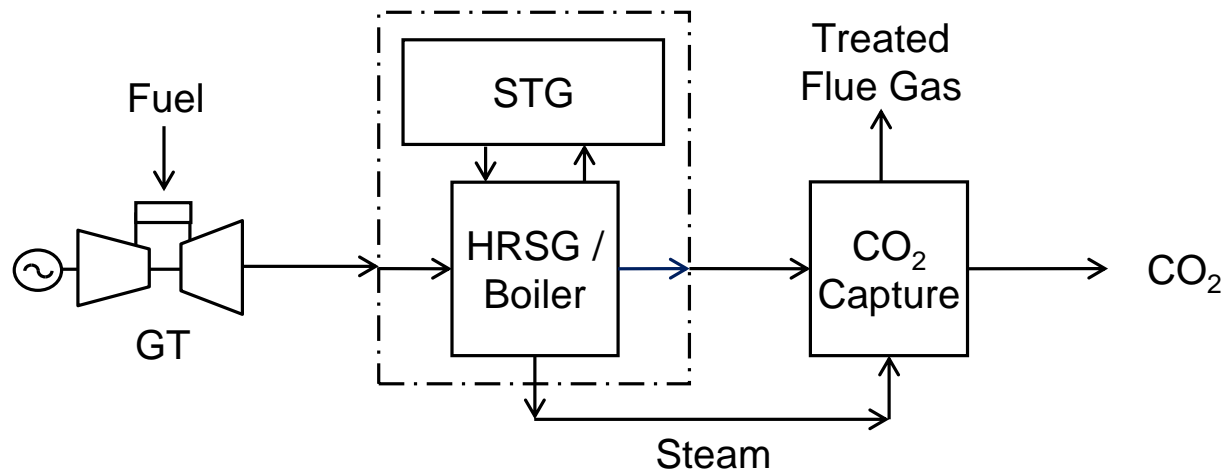 Fuel
GT
STG
HRSG /
Boiler
Steam
Treated
Flue Gas
CO₂
Capture
CO₂